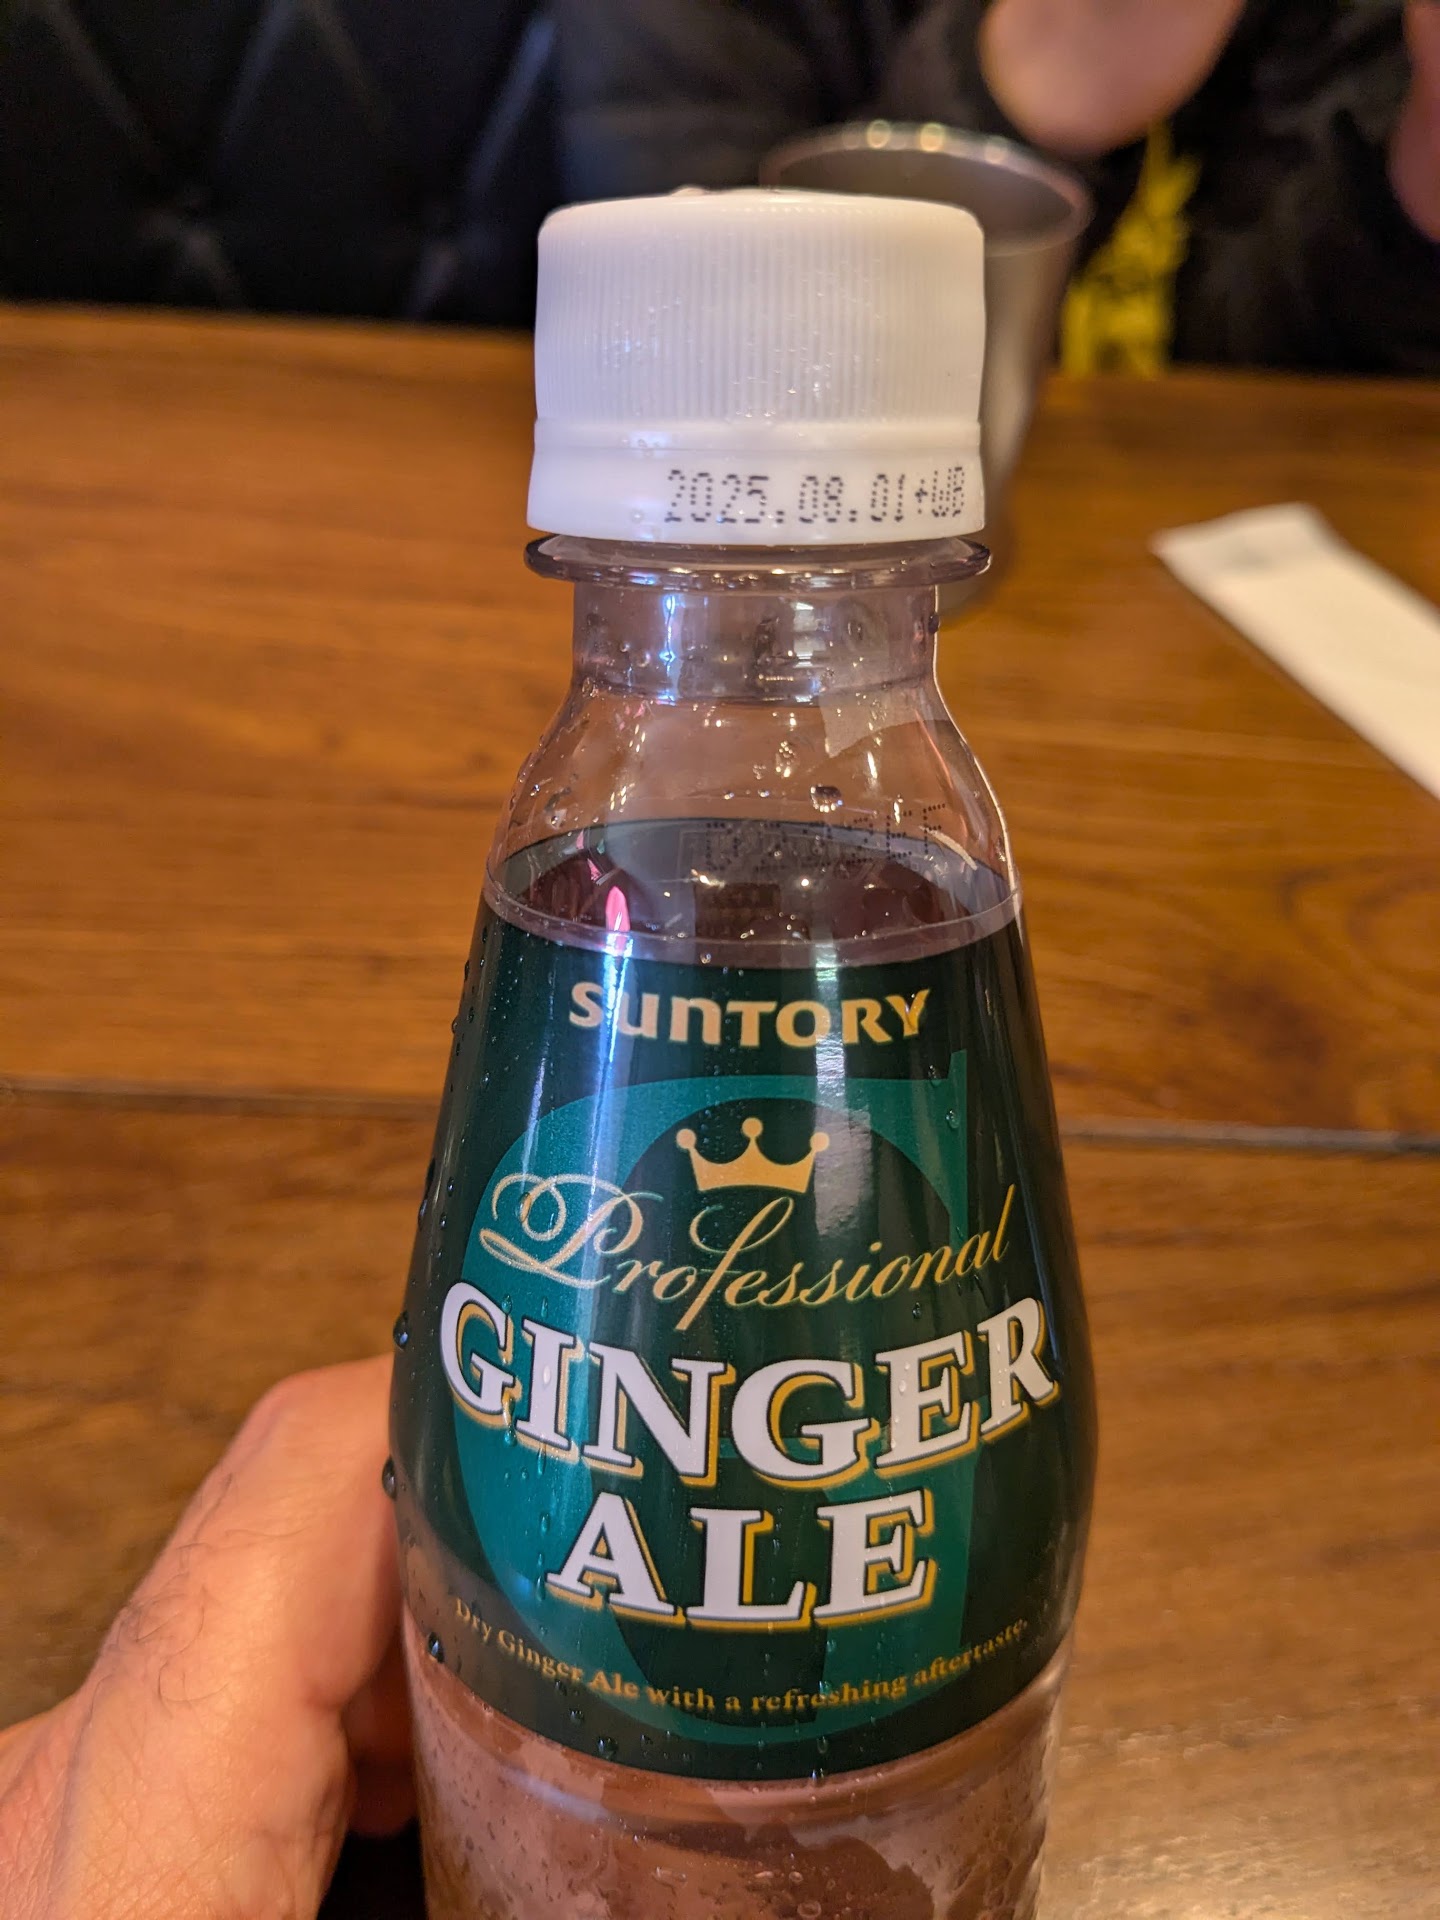 2025.08.01+WB
SUNTORY
Professional
GINGER
ALE
Dry Ginger Ale with a refreshing aftertaste.